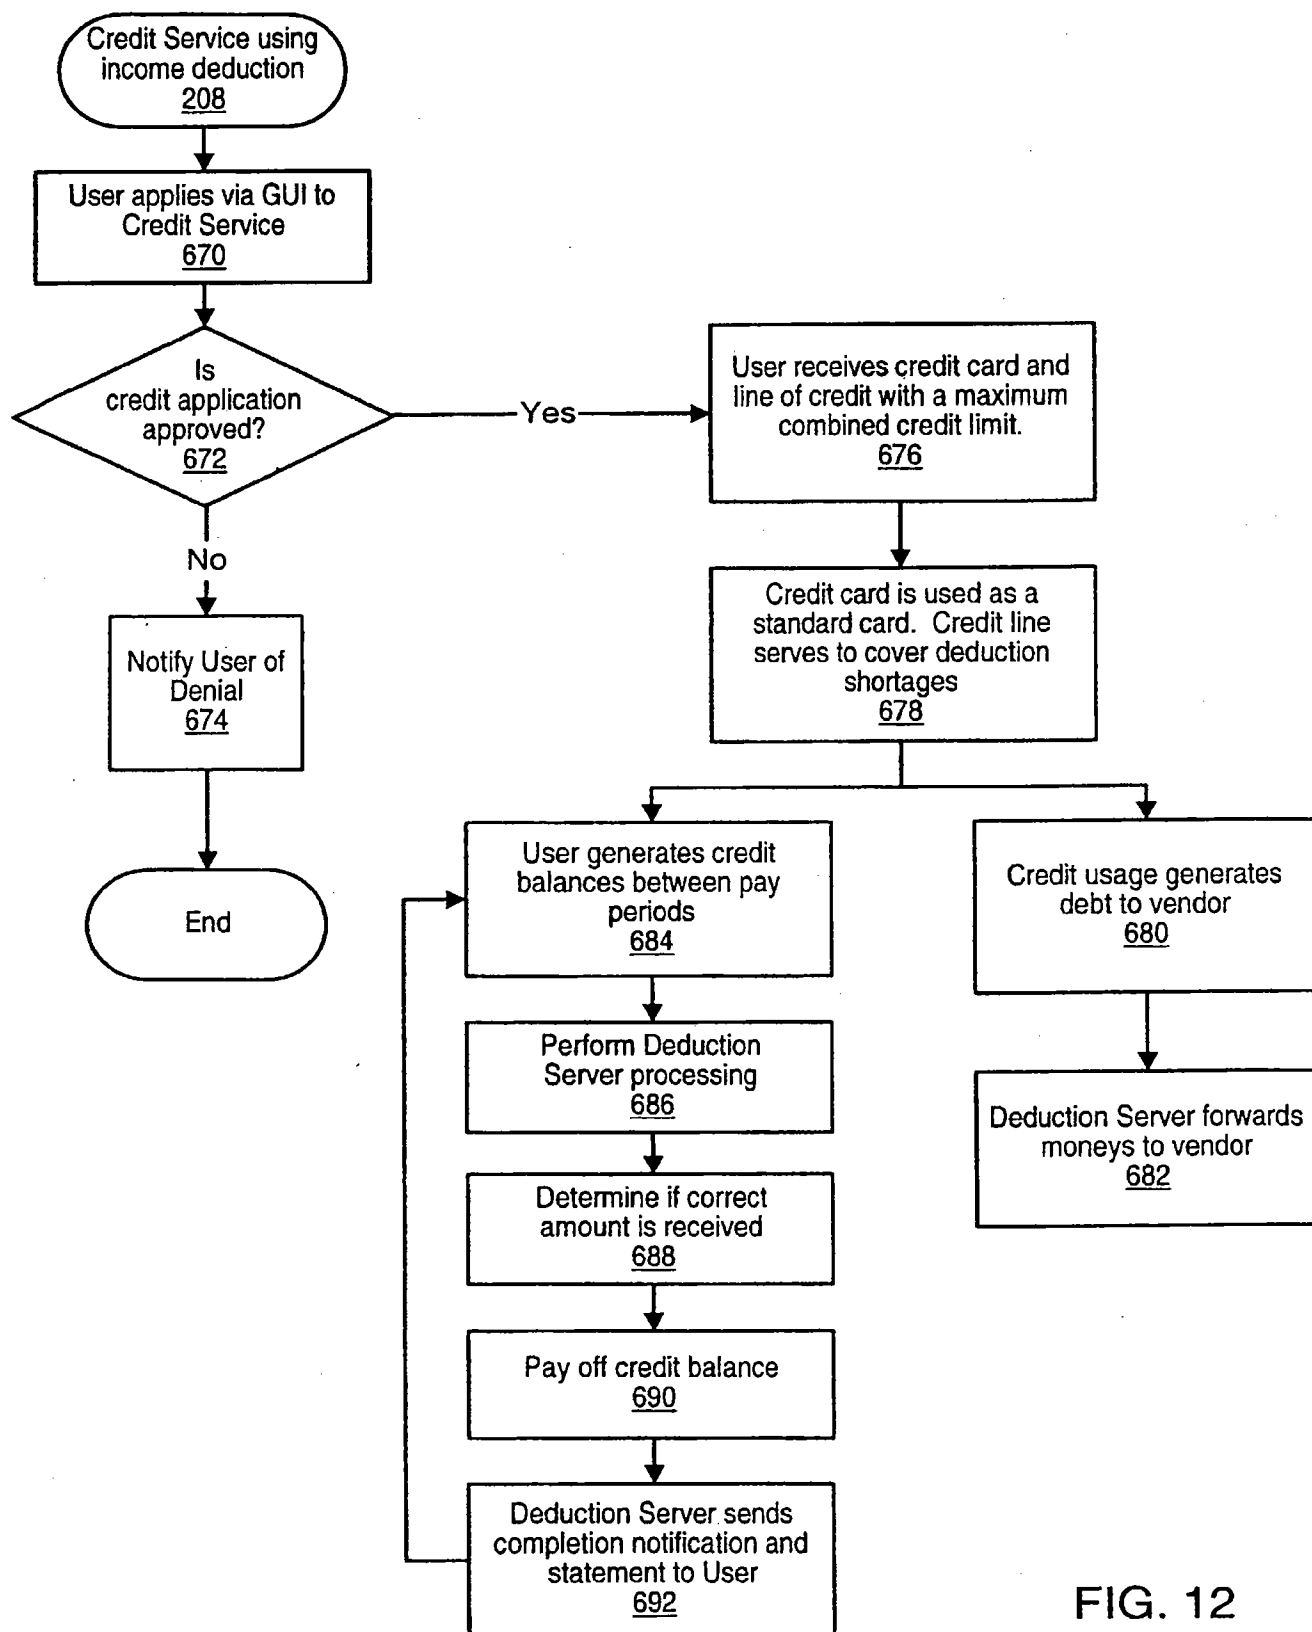 Credit Service using
income deduction
208
User applies via GUI to
Credit Service
670
Is
credit application
approved?
672
Yes
No
Notify User of
Denial
674
End
User receives credit card and
line of credit with a maximum
combined credit limit.
676
Credit card is used as a
standard card. Credit line
serves to cover deduction
shortages
678
User generates credit
balances between pay
periods
684
Perform Deduction
Server processing
686
Determine if correct
amount is received
688
Pay off credit balance
690
Deduction Server sends
completion notification and
statement to User
692
Credit usage generates
debt to vendor
680
Deduction Server forwards
moneys to vendor
682
FIG. 12